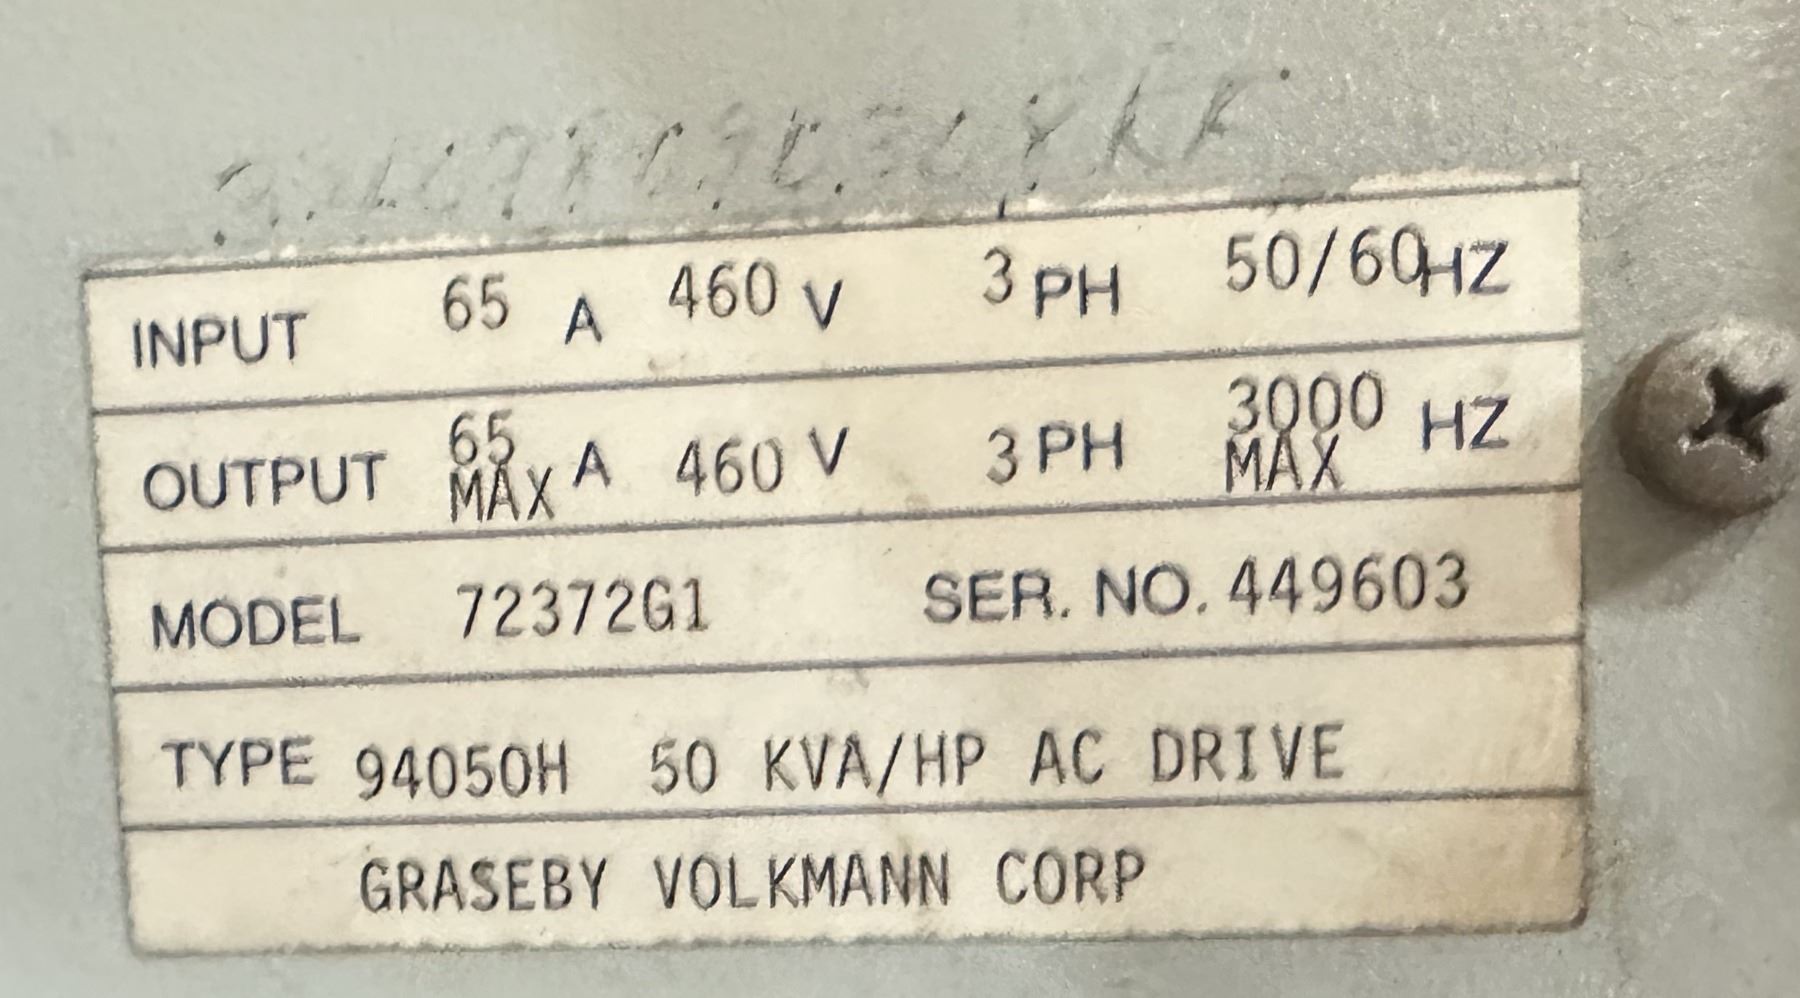 INPUT 65 A 460 V 3 PH 50/60 HZ
OUTPUT 65 MAX A 460 V 3 PH 3000 MAX HZ
MODEL 72372G1 SER. NO. 449603
TYPE 94050H 50 KVA/HP AC DRIVE
GRASEBY VOLKMANN CORP